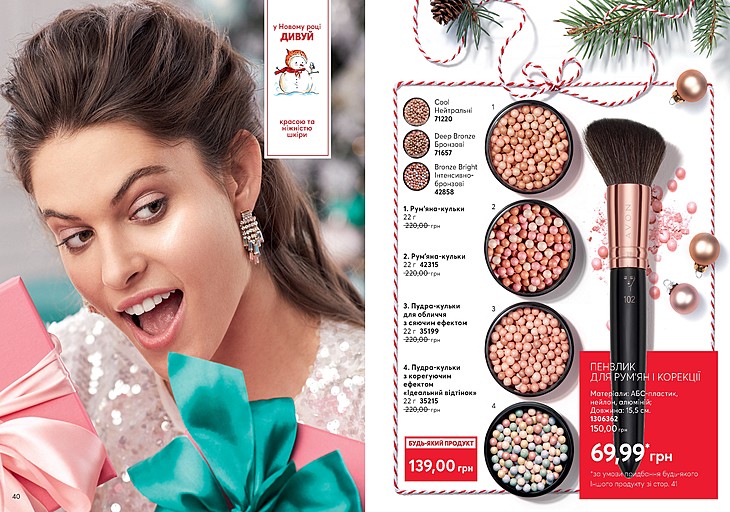 у Новому році
ДИВУЙ
красою та
ніжністю
шкіри
40
Cool
Нейтральні
71220
Deep Bronze
Бронзові
71657
Bronze Bright
Інтенсивно-
бронзові
42858
1. Рум'яна-кульки
22 г
220,00 грн
2. Рум'яна-кульки
22 г 42315
220,00 грн
3. Пудра-кульки
для обличчя
з сяючим ефектом
22 г 35199
220,00 грн
4. Пудра-кульки
з корегуючим
ефектом
«Ідеальний відтінок»
22 г 35215
220,00 грн
БУДЬ-ЯКИЙ ПРОДУКТ
139,00 грн
1
2
3
4
AVON
102
ПЕНЗЛИК
ДЛЯ РУМ'ЯН І КОРЕКЦІЇ
Матеріали: АБС-пластик,
нейлон, алюміній;
Довжина: 15,5 см.
1306362
150,00 грн
69,99* грн
*за умови придбання будь-якого
іншого продукту зі стор. 41